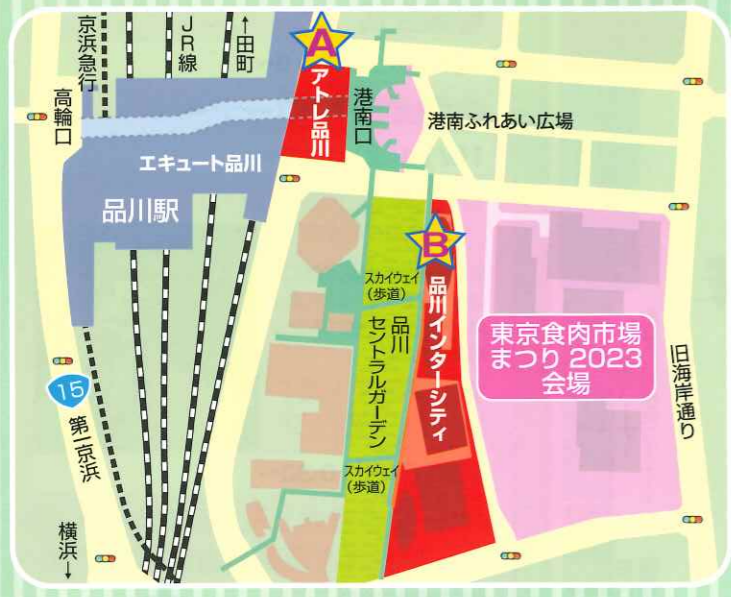 京浜急行
JR線
↑田町
A
アトレ品川
高輪口
港南口
港南ふれあい広場
エキュート品川
品川駅
B
スカイウェイ
(歩道)
品川インターシティ
品川
セントラルガーデン
東京食肉市場
まつり 2023
会場
旧海岸通り
15
第一京浜
スカイウェイ
(歩道)
横浜↓